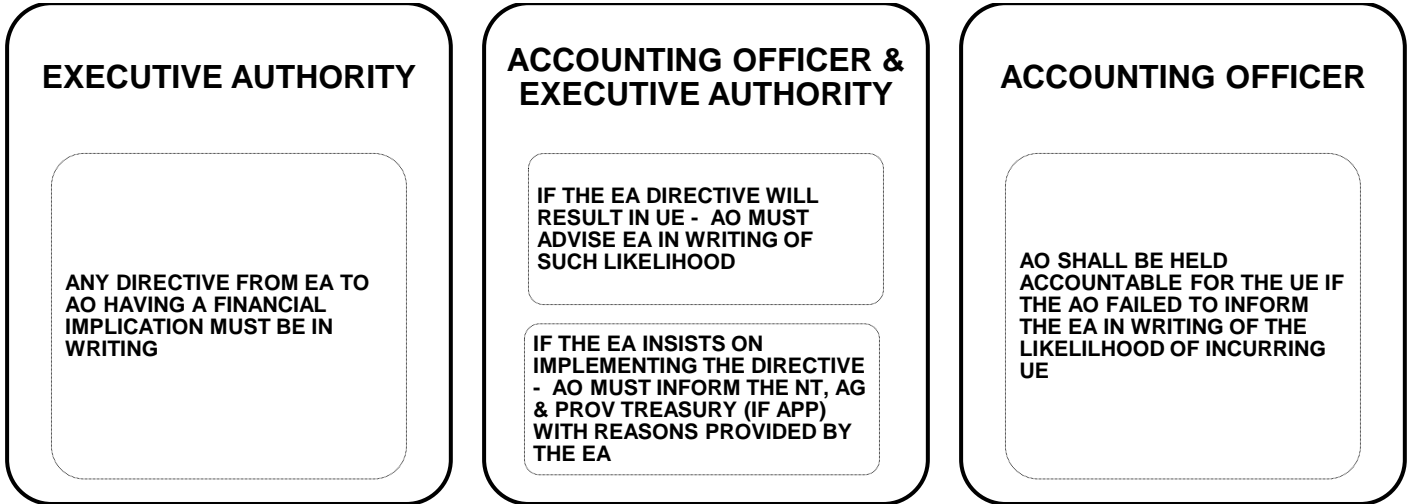 EXECUTIVE AUTHORITY
ANY DIRECTIVE FROM EA TO
AO HAVING A FINANCIAL
IMPLICATION MUST BE IN
WRITING
ACCOUNTING OFFICER &
EXECUTIVE AUTHORITY
IF THE EA DIRECTIVE WILL
RESULT IN UE - AO MUST
ADVISE EA IN WRITING OF
SUCH LIKELIHOOD
IF THE EA INSISTS ON
IMPLEMENTING THE DIRECTIVE
- AO MUST INFORM THE NT, AG
& PROV TREASURY (IF APP)
WITH REASONS PROVIDED BY
THE EA
ACCOUNTING OFFICER
AO SHALL BE HELD
ACCOUNTABLE FOR THE UE IF
THE AO FAILED TO INFORM
THE EA IN WRITING OF THE
LIKELILHOOD OF INCURRING
UE